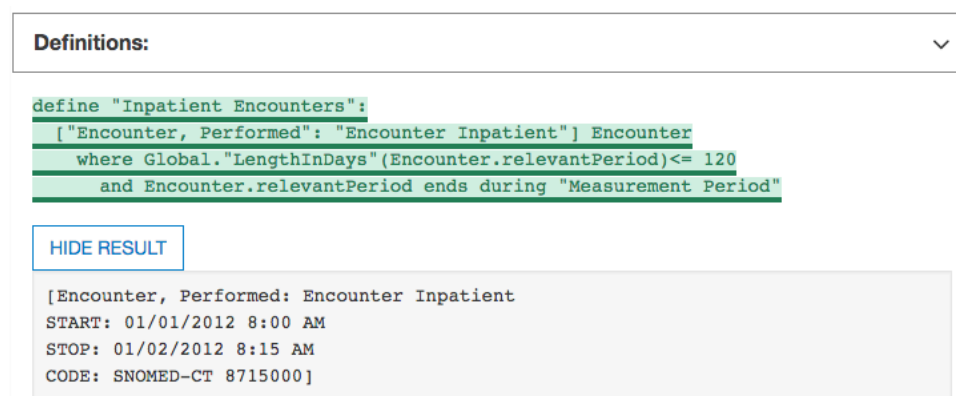 Definitions:
define "Inpatient Encounters":
["Encounter, Performed": "Encounter Inpatient"] Encounter
where Global."LengthInDays"(Encounter.relevantPeriod)<= 120
and Encounter.relevantPeriod ends during "Measurement Period"
HIDE RESULT
[Encounter, Performed: Encounter Inpatient
START: 01/01/2012 8:00 AM
STOP: 01/02/2012 8:15 AM
CODE: SNOMED-CT 8715000]